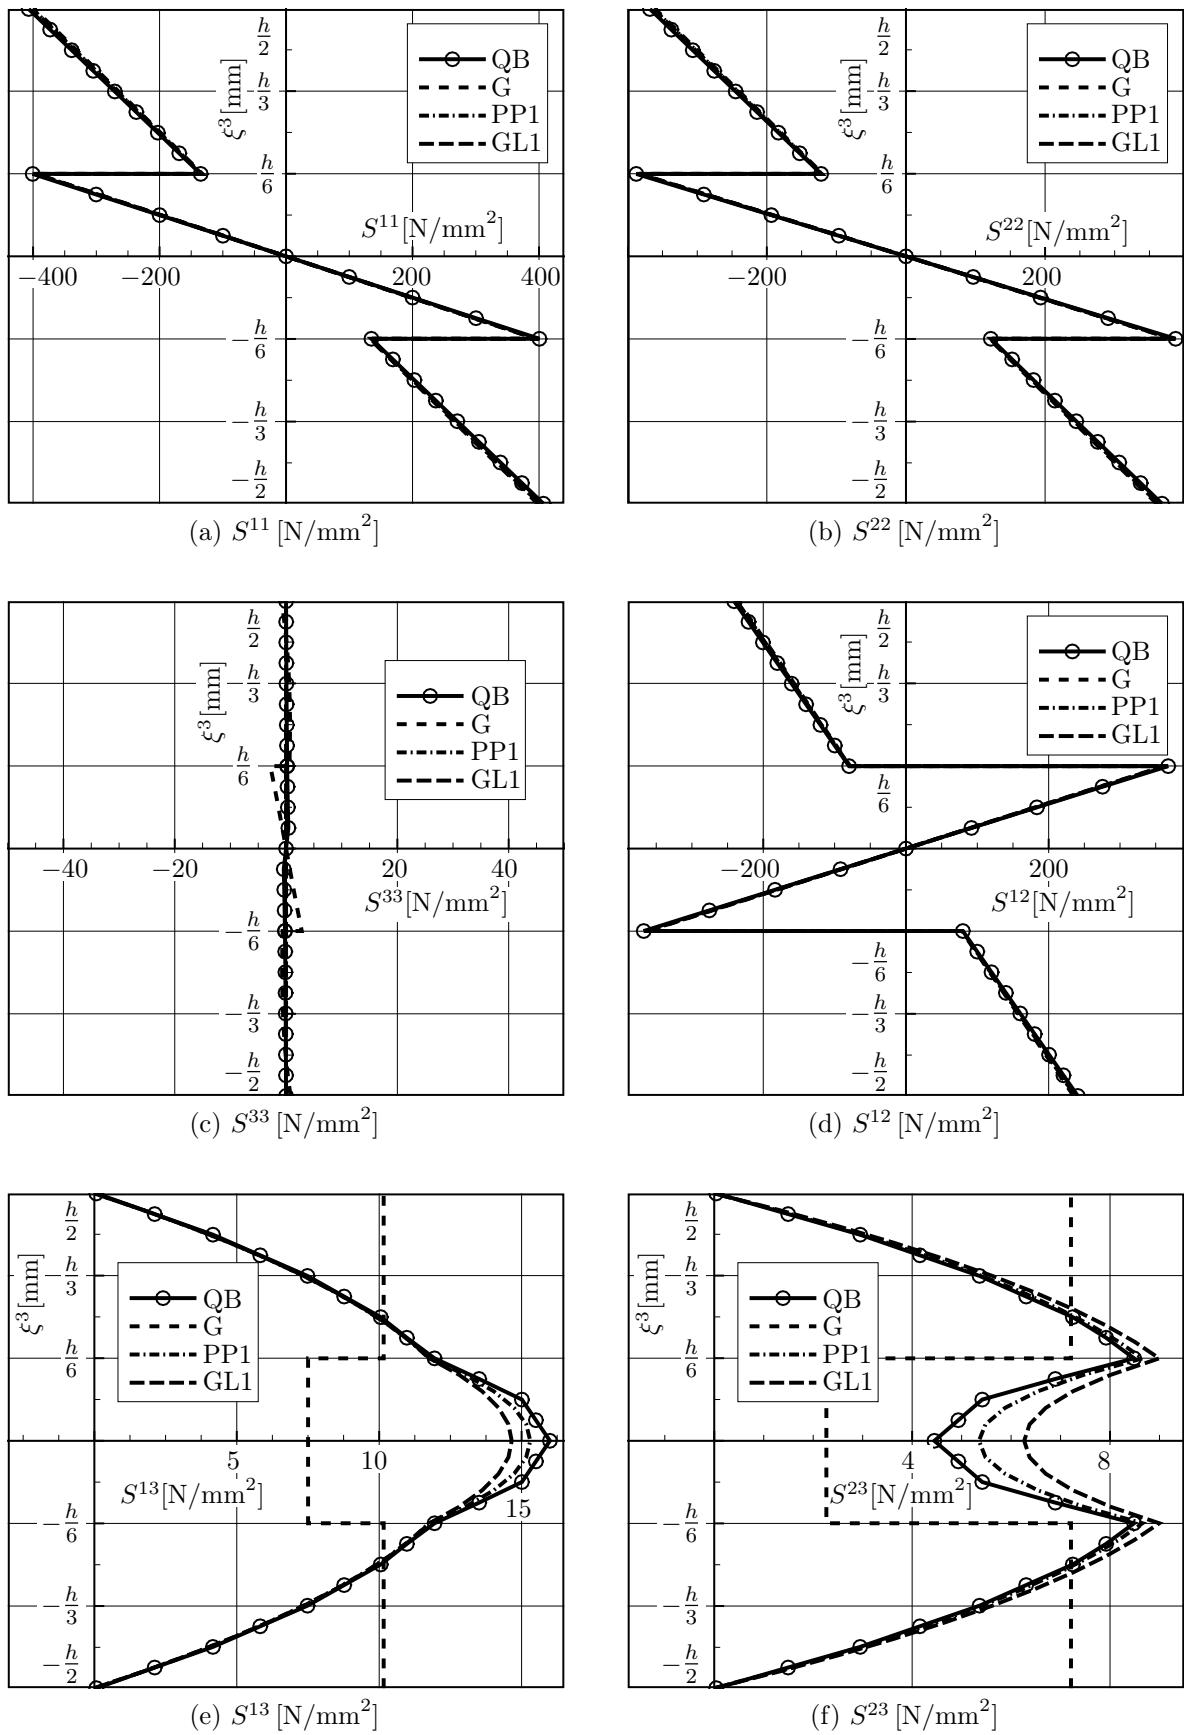 h/2
QB
G
ξ³[mm]
h/3
PP1
GL1
h/6
S¹¹[N/mm²]
−400 −200 200 400
−h/6
−h/3
−h/2
(a) S¹¹ [N/mm²]
h/2
QB
G
ξ³[mm]
h/3
PP1
GL1
h/6
S²²[N/mm²]
−200 200
−h/6
−h/3
−h/2
(b) S²² [N/mm²]
h/2
ξ³[mm]
h/3
QB
G
PP1
GL1
h/6
−40 −20 20 40
S³³[N/mm²]
−h/6
−h/3
−h/2
(c) S³³ [N/mm²]
h/2
QB
G
ξ³[mm]
h/3
PP1
GL1
h/6
−200 200
S¹²[N/mm²]
−h/6
−h/3
−h/2
(d) S¹² [N/mm²]
h/2
ξ³[mm]
h/3
QB
G
PP1
GL1
h/6
5 10 15
S¹³[N/mm²]
−h/6
−h/3
−h/2
(e) S¹³ [N/mm²]
h/2
ξ³[mm]
h/3
QB
G
PP1
GL1
h/6
4 8
S²³[N/mm²]
−h/6
−h/3
−h/2
(f) S²³ [N/mm²]